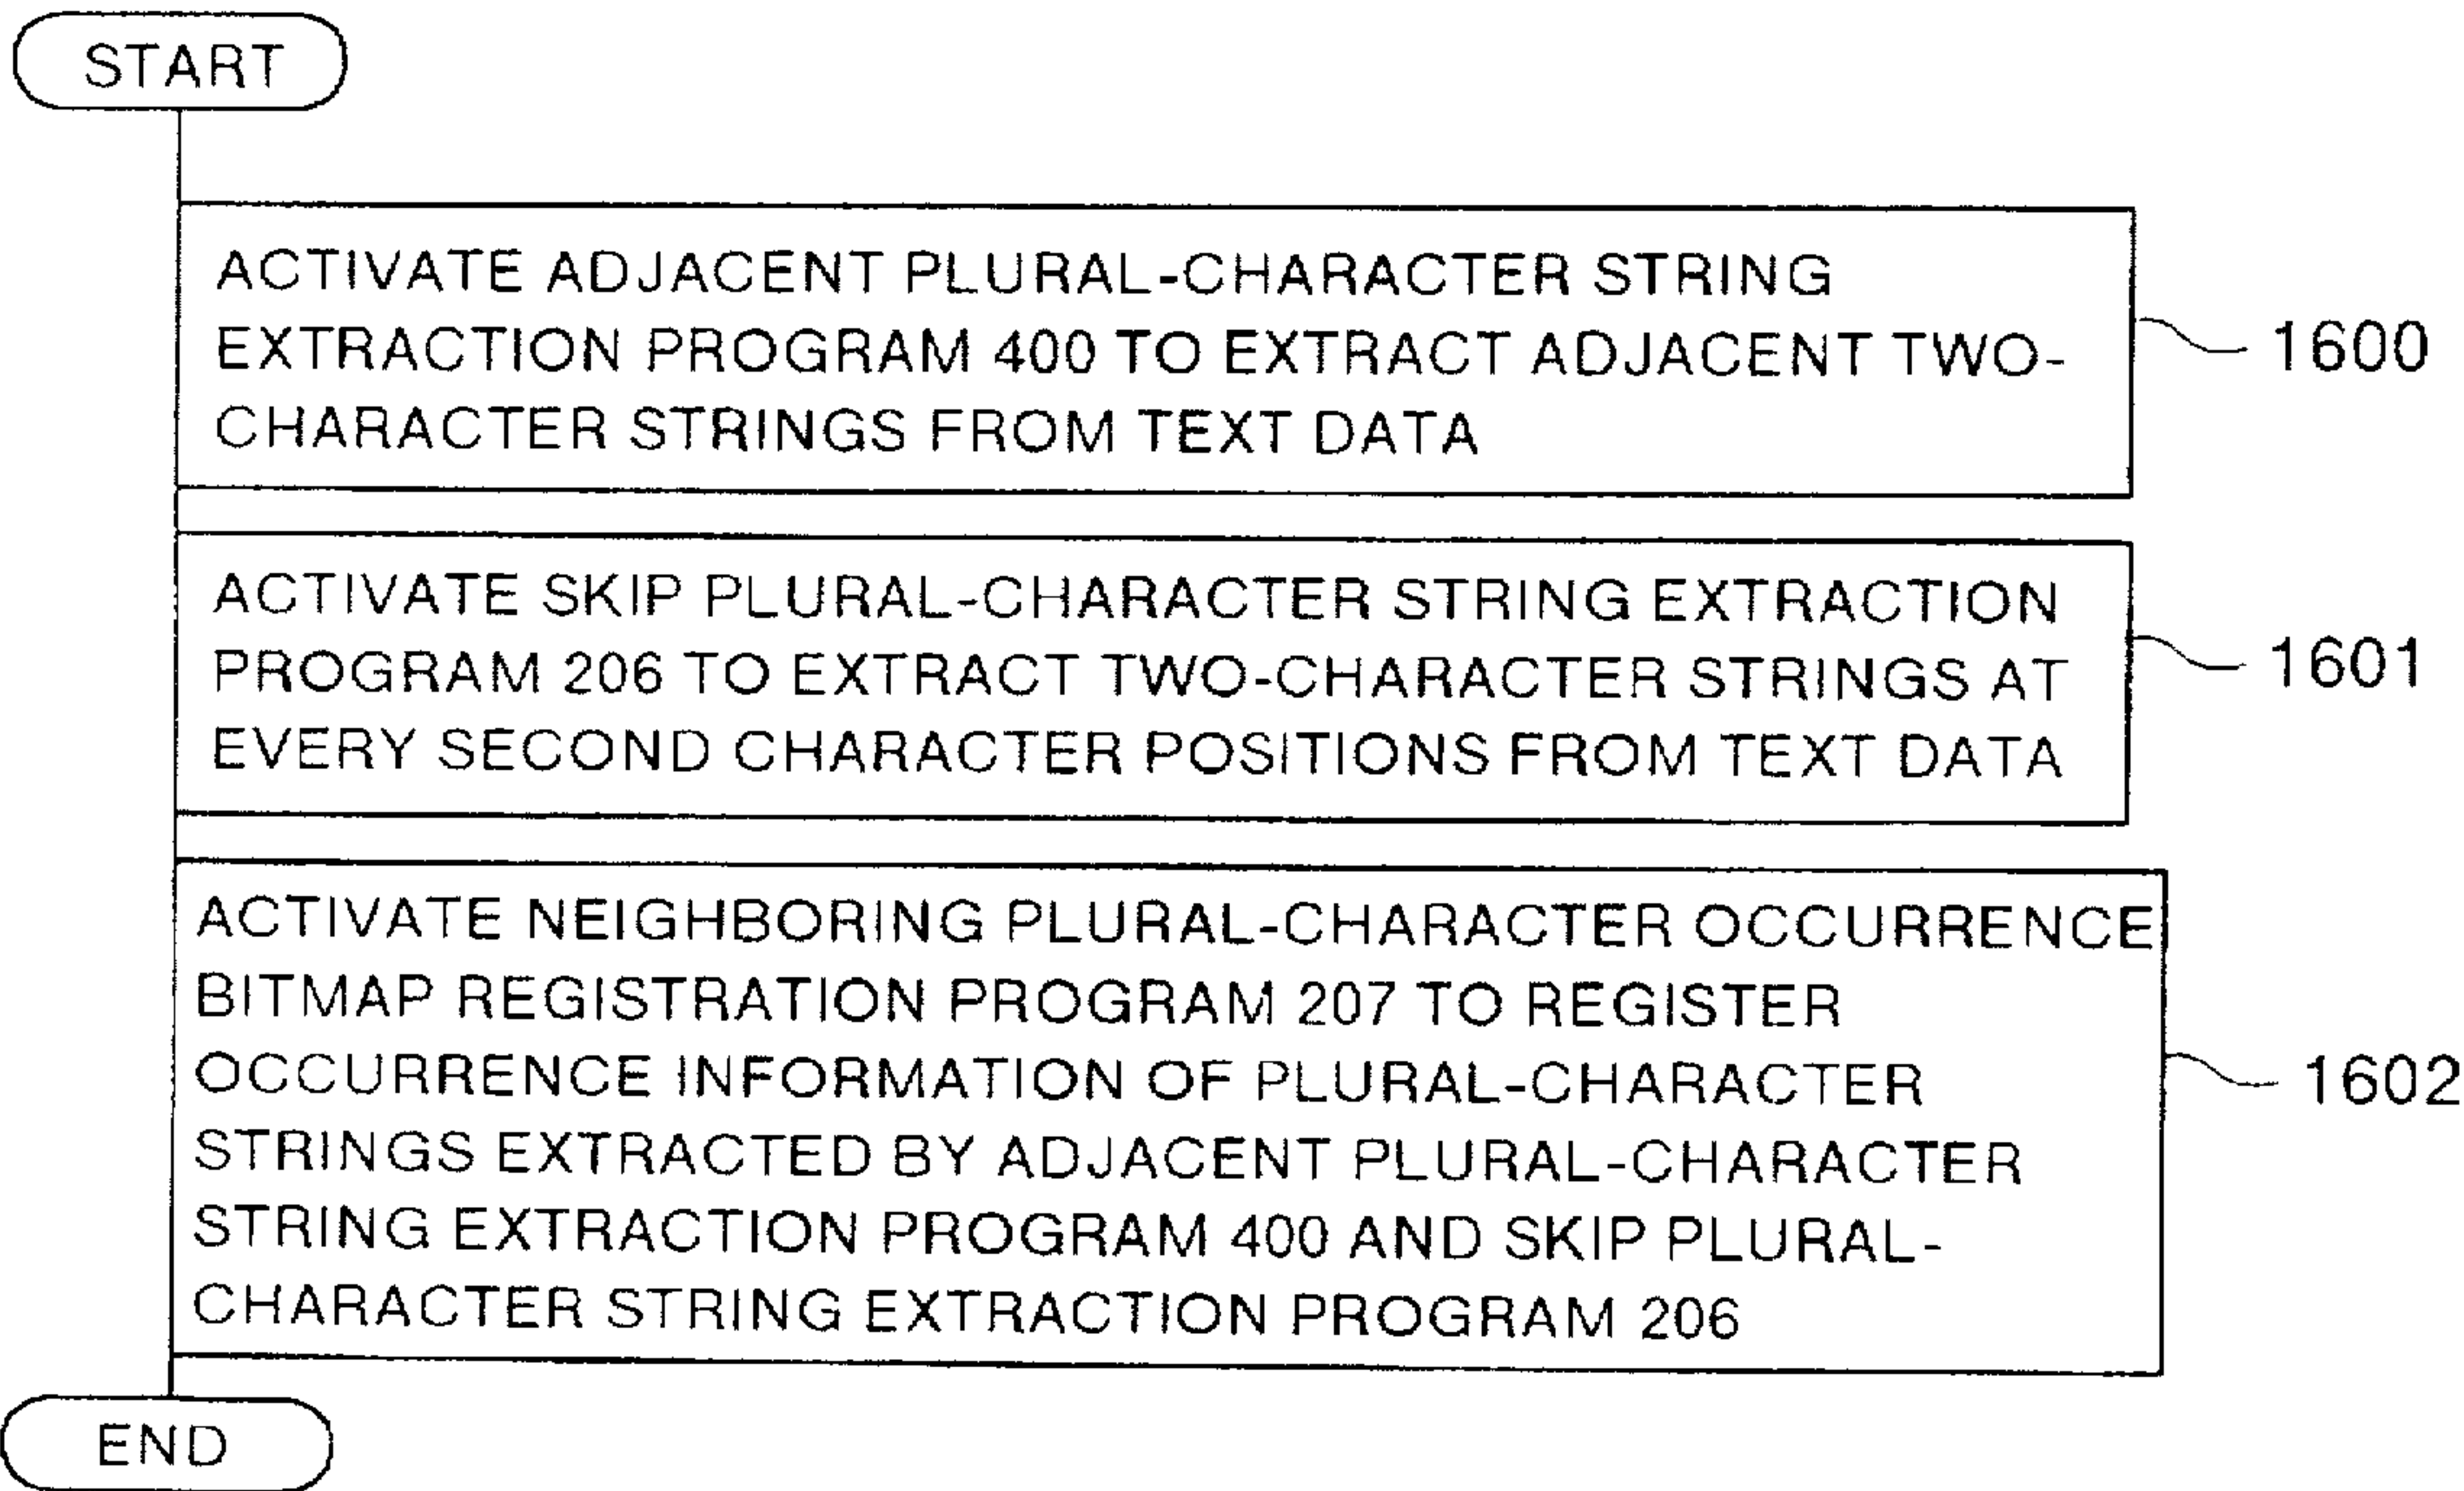 START
ACTIVATE ADJACENT PLURAL-CHARACTER STRING
EXTRACTION PROGRAM 400 TO EXTRACT ADJACENT TWO-
CHARACTER STRINGS FROM TEXT DATA
1600
ACTIVATE SKIP PLURAL-CHARACTER STRING EXTRACTION
PROGRAM 206 TO EXTRACT TWO-CHARACTER STRINGS AT
EVERY SECOND CHARACTER POSITIONS FROM TEXT DATA
1601
ACTIVATE NEIGHBORING PLURAL-CHARACTER OCCURRENCE
BITMAP REGISTRATION PROGRAM 207 TO REGISTER
OCCURRENCE INFORMATION OF PLURAL-CHARACTER
STRINGS EXTRACTED BY ADJACENT PLURAL-CHARACTER
STRING EXTRACTION PROGRAM 400 AND SKIP PLURAL-
CHARACTER STRING EXTRACTION PROGRAM 206
1602
END